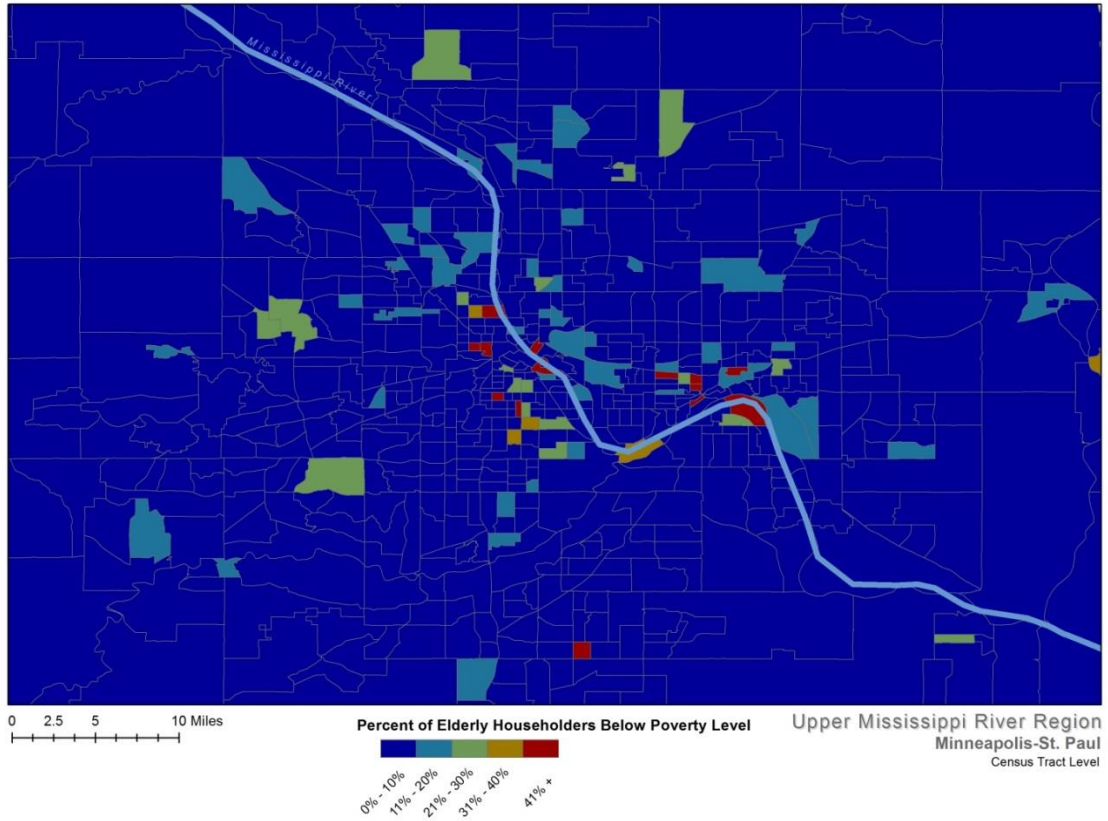 Mississippi River
0 2.5 5 10 Miles
Percent of Elderly Householders Below Poverty Level
0% - 10%
11% - 20%
21% - 30%
31% - 40%
41% +
Upper Mississippi River Region
Minneapolis-St. Paul
Census Tract Level